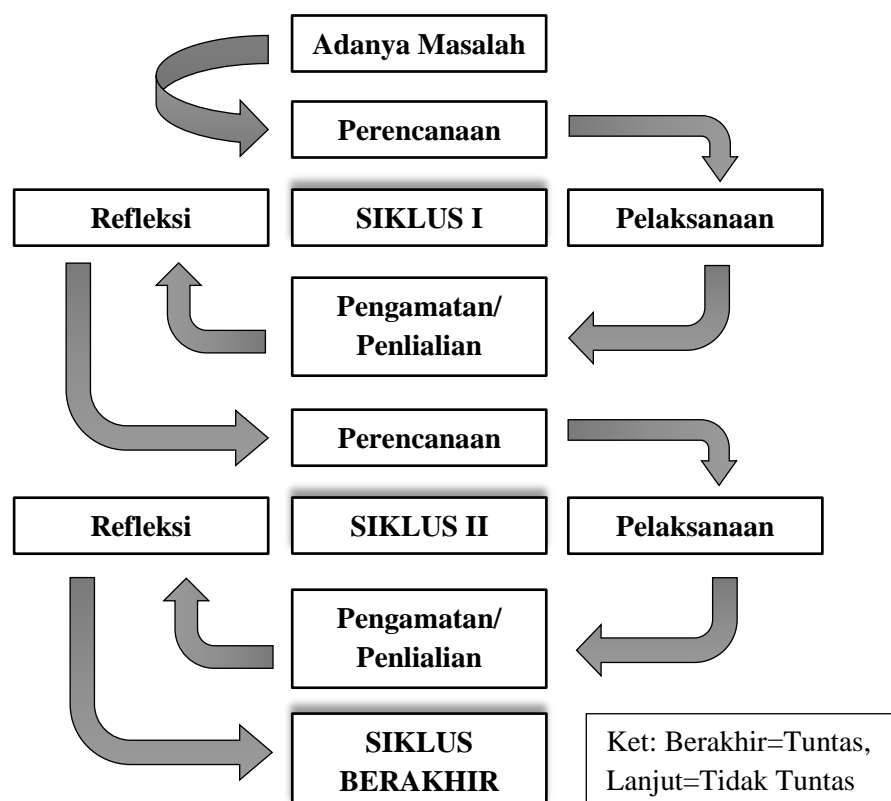 Adanya Masalah
Perencanaan
Refleksi
SIKLUS I
Pelaksanaan
Pengamatan/
Penlialian
Perencanaan
Refleksi
SIKLUS II
Pelaksanaan
Pengamatan/
Penlialian
SIKLUS
BERAKHIR
Ket: Berakhir=Tuntas,
Lanjut=Tidak Tuntas